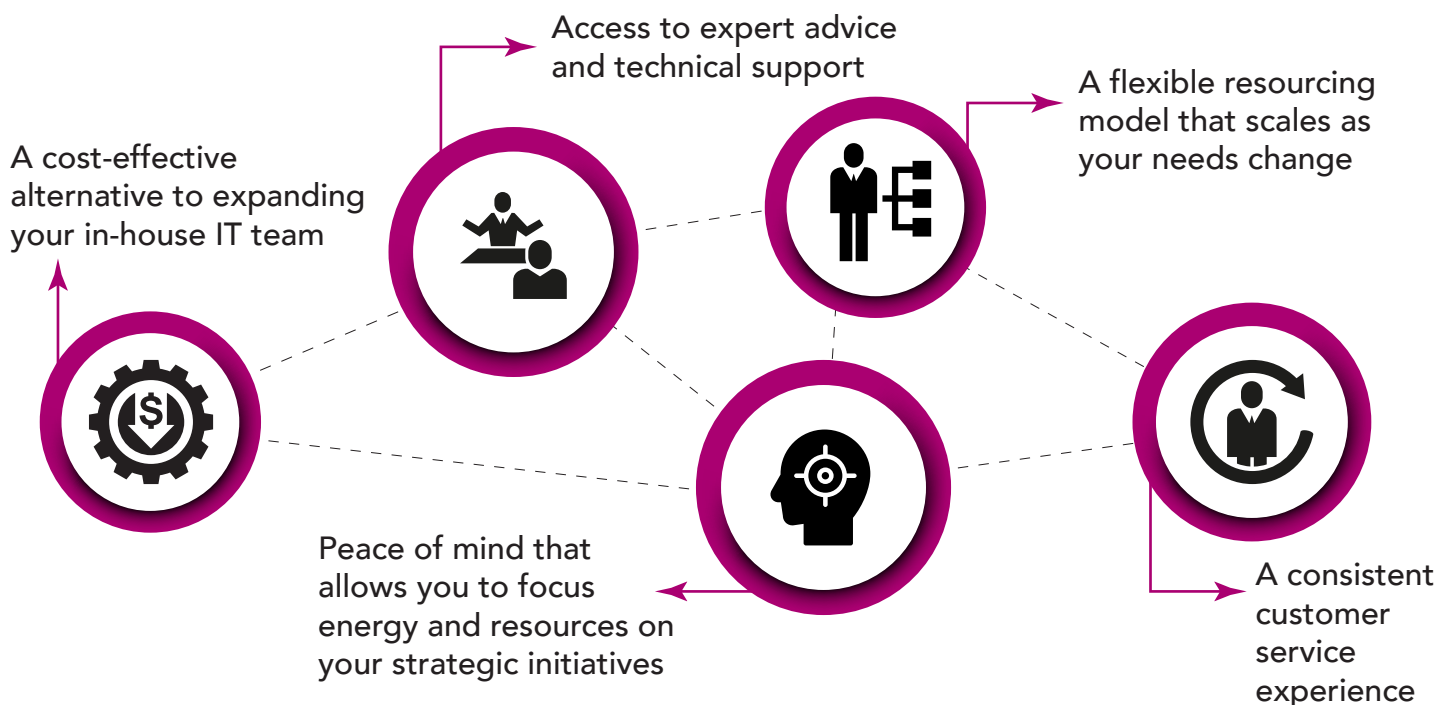 Access to expert advice
and technical support
A flexible resourcing
model that scales as
your needs change
A cost-effective
alternative to expanding
your in-house IT team
$
Peace of mind that
allows you to focus
energy and resources on
your strategic initiatives
A consistent
customer
service
experience